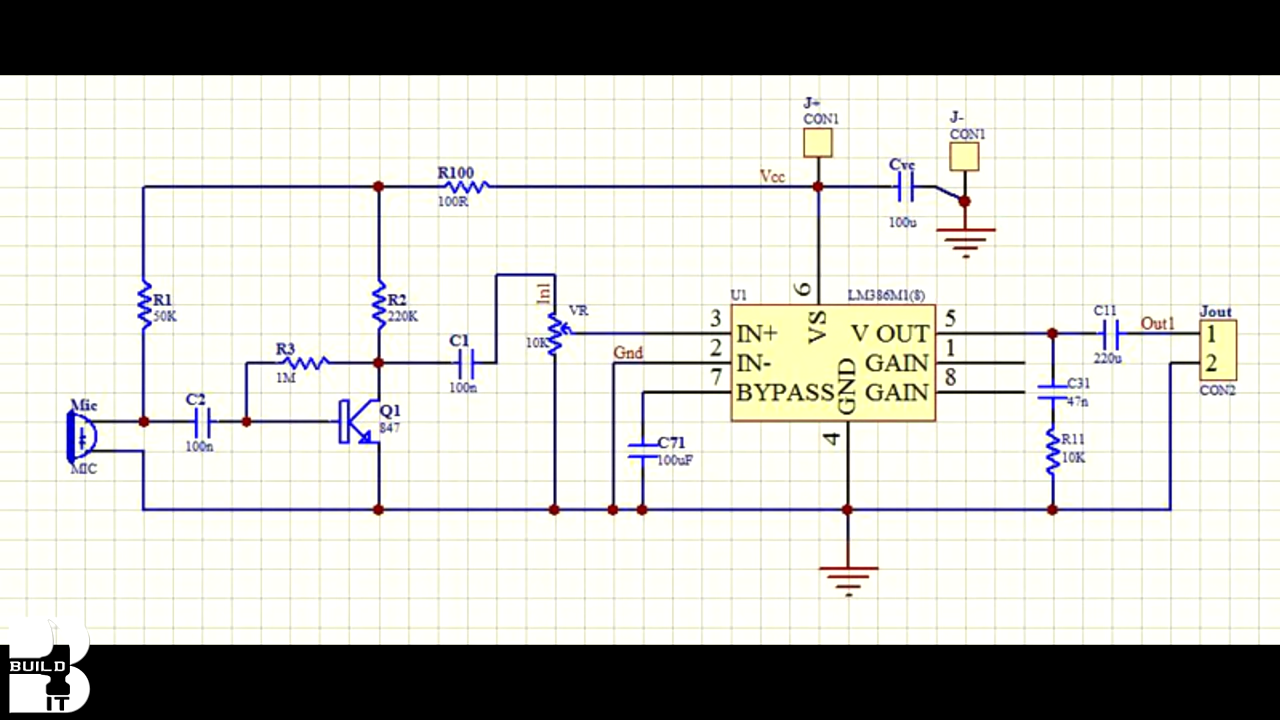 J+
CON1
J-
CON1
R100
100R
Vcc
Cvc
100u
R1
50K
R2
220K
In1
VR
10K
U1
6
LM386M1(8)
C11
220u
Out1
Jout
1
2
CON2
3
IN+
VS
V OUT
5
Gnd
2
IN-
GAIN
1
7
BYPASS
GND
GAIN
8
4
R3
1M
C1
100n
C31
47n
Mic
MIC
C2
100n
Q1
847
C71
100uF
R11
10K
BUILD
IT